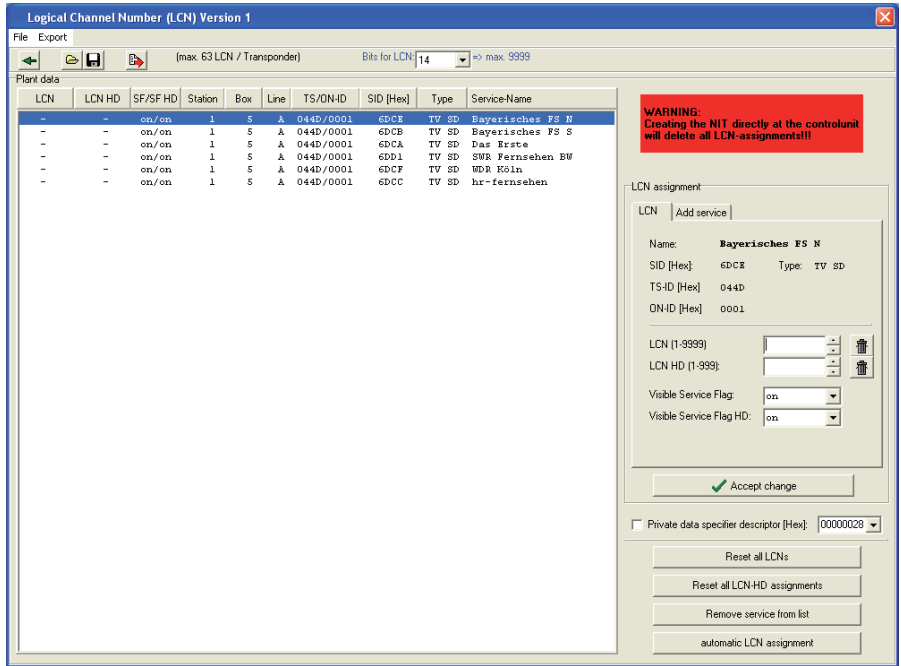 Logical Channel Number (LCN) Version 1
File Export
(max. 63 LCN / Transponder) Bits for LCN: 14 => max. 9999
Plant data
LCN LCN HD SF/SF HD Station Box Line TS/ON-ID SID [Hex] Type Service-Name
- - on/on 1 5 A 044D/0001 6DCE TV SD Bayerisches FS N
- - on/on 1 5 A 044D/0001 6DCB TV SD Bayerisches FS S
- - on/on 1 5 A 044D/0001 6DCA TV SD Das Erste
- - on/on 1 5 A 044D/0001 6DD1 TV SD SWR Fernsehen BW
- - on/on 1 5 A 044D/0001 6DCF TV SD WDR Köln
- - on/on 1 5 A 044D/0001 6DCC TV SD hr-fernsehen
WARNING:
Creating the NIT directly at the controlunit
will delete all LCN-assignments!!!
LCN assignment
LCN Add service
Name: Bayerisches FS N
SID [Hex]: 6DCE Type: TV SD
TS-ID [Hex] 044D
ON-ID [Hex] 0001
LCN (1-9999)
LCN HD (1-999):
Visible Service Flag: on
Visible Service Flag HD: on
Accept change
Private data specifier descriptor [Hex]: 00000028
Reset all LCNs
Reset all LCN-HD assignments
Remove service from list
automatic LCN assignment